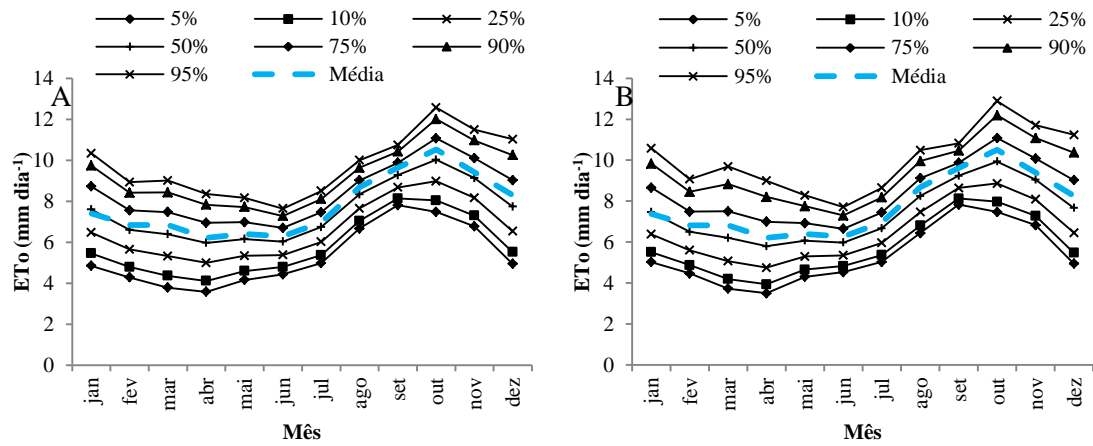 5% 10% 25%
50% 75% 90%
95% Média
A
14
12
10
8
6
4
2
0
ETo (mm dia-1)
jan fev mar abr mai jun jul ago set out nov dez
Mês
5% 10% 25%
50% 75% 90%
95% Média
B
14
12
10
8
6
4
2
0
ETo (mm dia-1)
jan fev mar abr mai jun jul ago set out nov dez
Mês